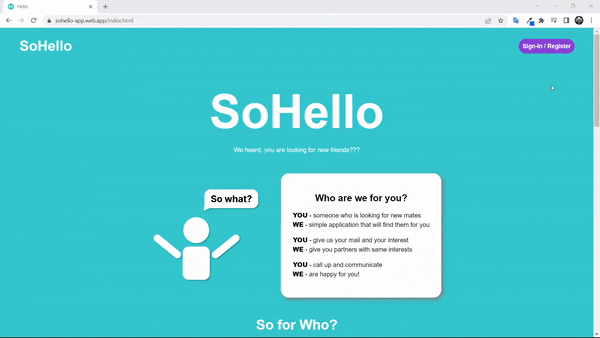 Hello
sohello-app.web.app/index.html
SoHello
Sign-In / Register
SoHello
We heard, you are looking for new friends???
So what?
Who are we for you?
YOU - someone who is looking for new mates
WE - simple application that will find them for you
YOU - give us your mail and your interest
WE - give you partners with same interests
YOU - call up and communicate
WE - are happy for you!
So for Who?